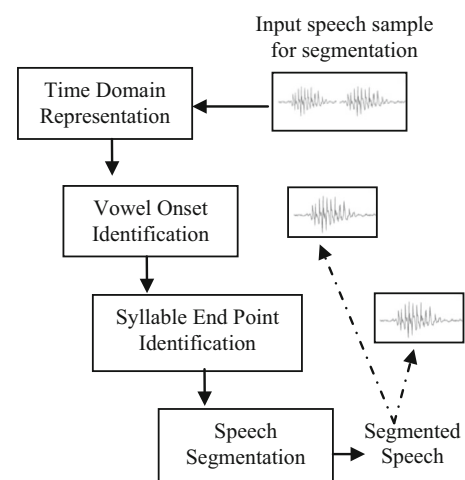 Input speech sample
for segmentation
Time Domain
Representation
Vowel Onset
Identification
Syllable End Point
Identification
Speech
Segmentation
Segmented
Speech